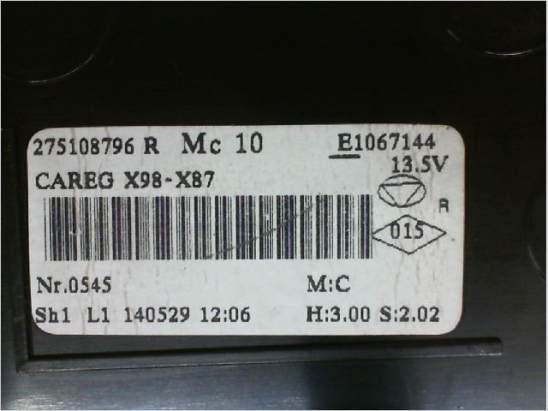 275108796 R Mc 10 E1067144
13.5V
CAREG X98-X87
R
015
Nr.0545 M:C
Sh1 L1 140529 12:06 H:3.00 S:2.02